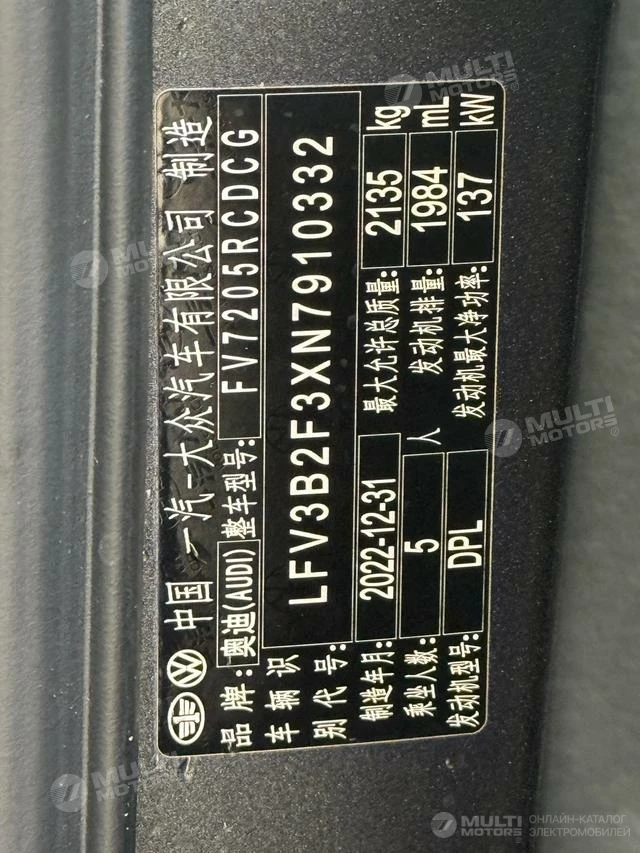 中国 一汽-大众汽车有限公司 制造
品牌: 奥迪(AUDI) 整车型号: FV7205RCDCG
车辆识别代号: LFV3B2F3XN7910332
制造年月: 2022-12-31 最大允许总质量: 2135 kg
乘坐人数: 5 人 发动机排量: 1984 mL
发动机型号: DPL 发动机最大净功率: 137 kW
MULTI MOTORS
MULTI MOTORS
MULTI MOTORS
MULTI MOTORS
MULTI MOTORS ОНЛАЙН-КАТАЛОГ ЭЛЕКТРОМОБИЛЕЙ